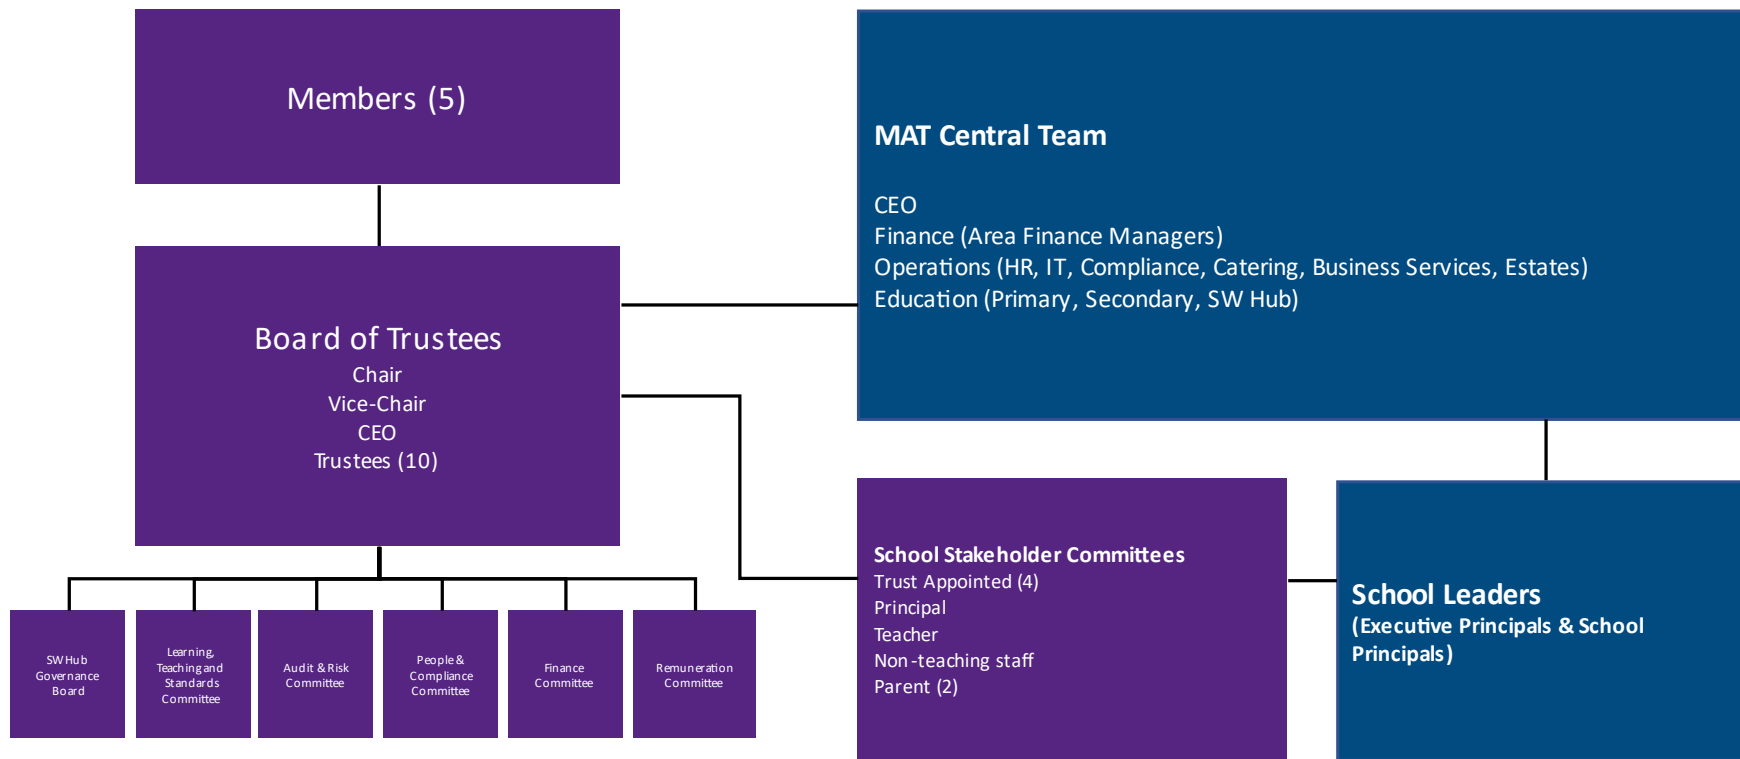 Members (5)
Board of Trustees
Chair
Vice-Chair
CEO
Trustees (10)
SW Hub
Governance
Board
Learning,
Teaching and
Standards
Committee
Audit & Risk
Committee
People &
Compliance
Committee
Finance
Committee
Remuneration
Committee
MAT Central Team
CEO
Finance (Area Finance Managers)
Operations (HR, IT, Compliance, Catering, Business Services, Estates)
Education (Primary, Secondary, SW Hub)
School Stakeholder Committees
Trust Appointed (4)
Principal
Teacher
Non-teaching staff
Parent (2)
School Leaders
(Executive Principals & School
Principals)